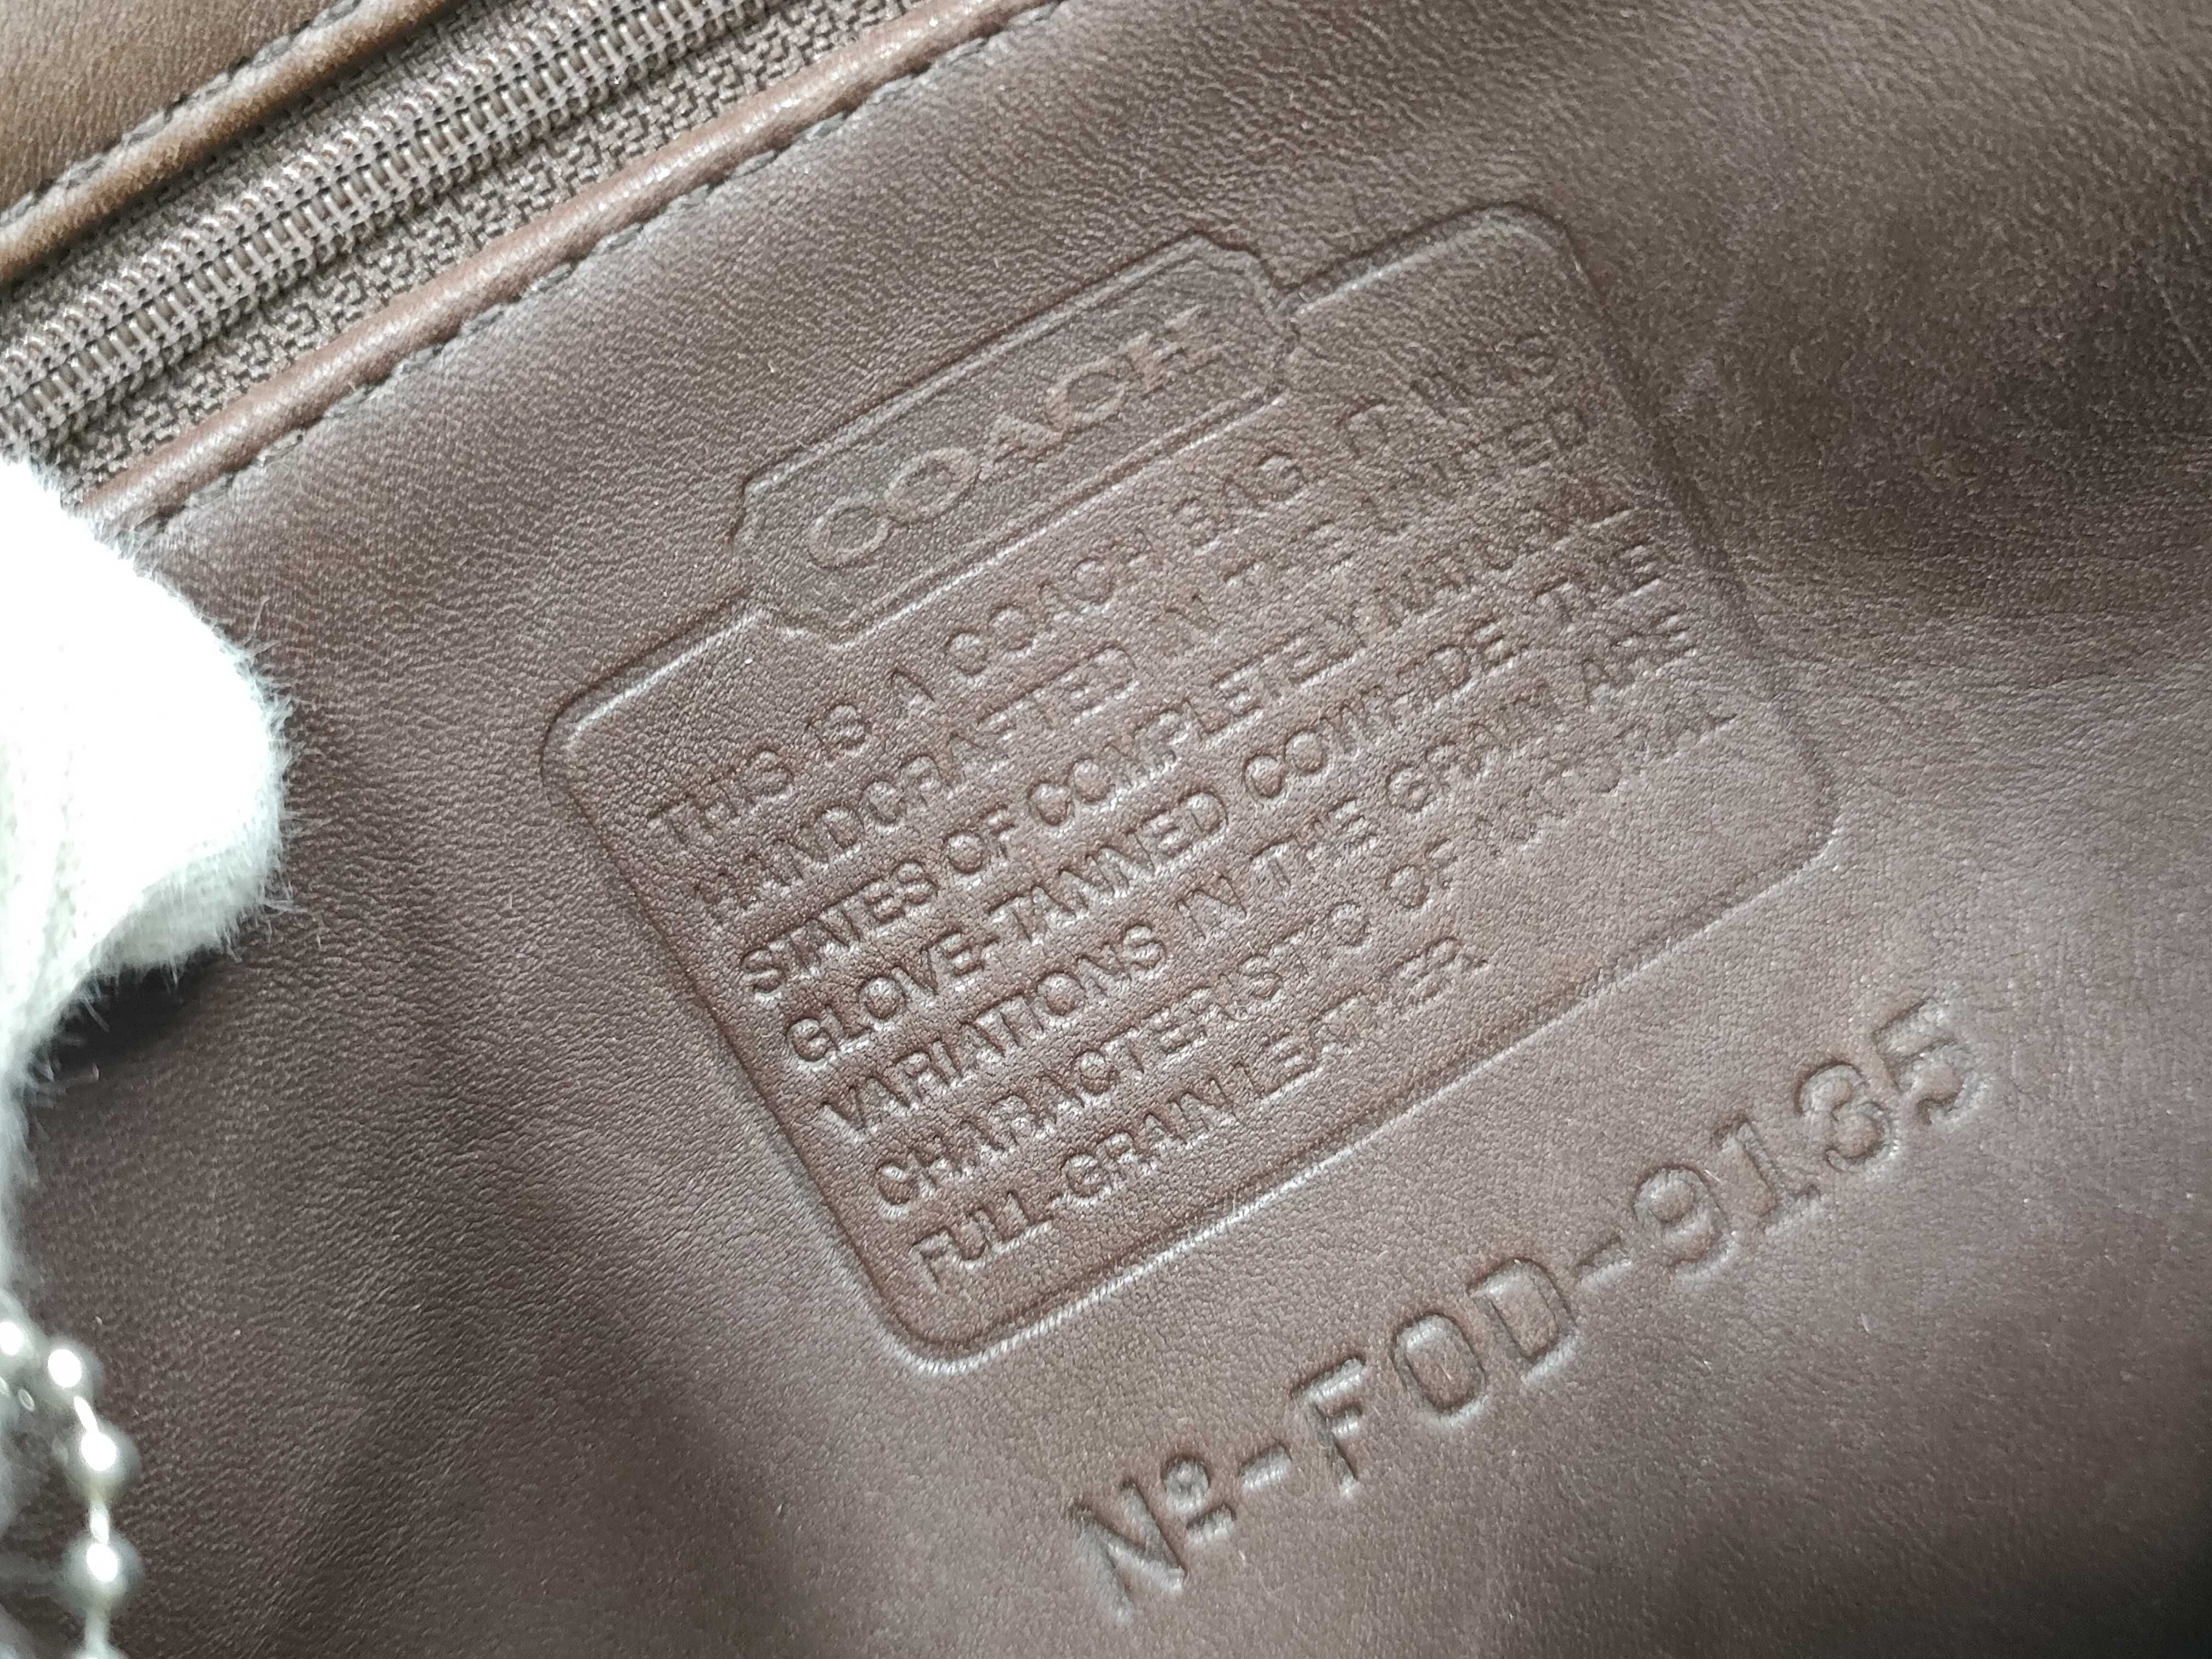 COACH
THIS IS A COACH BAG. IT WAS
HANDCRAFTED IN THE UNITED
STATES OF COMPLETELY NATURAL
GLOVE-TANNED COWHIDE. THE
VARIATIONS IN THE GRAIN ARE
CHARACTERISTIC OF NATURAL
FULL-GRAIN LEATHER.
Nº-FOD-9135